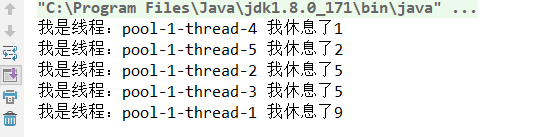 "C:\Program Files\Java\jdk1.8.0_171\bin\java" ...
我是线程：pool-1-thread-4 我休息了1
我是线程：pool-1-thread-5 我休息了2
我是线程：pool-1-thread-2 我休息了5
我是线程：pool-1-thread-3 我休息了5
我是线程：pool-1-thread-1 我休息了9